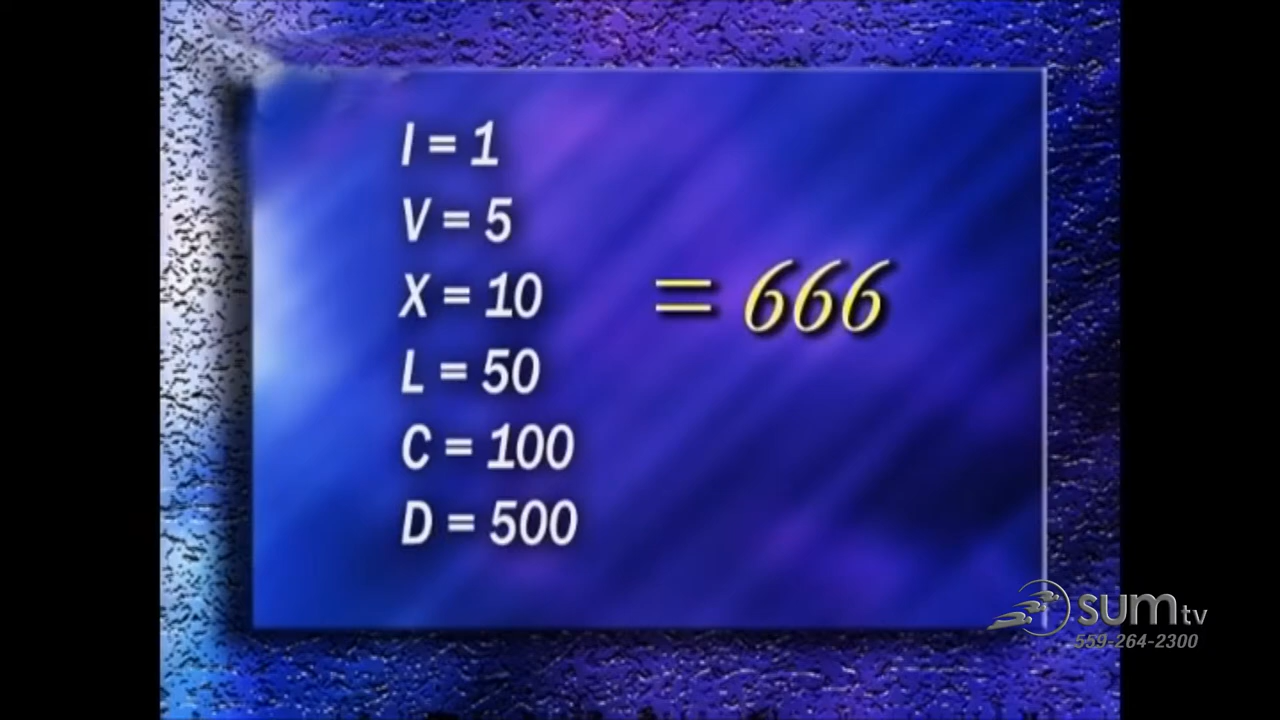 I = 1
V = 5
X = 10
L = 50
C = 100
D = 500
= 666
sumtv
559-264-2300